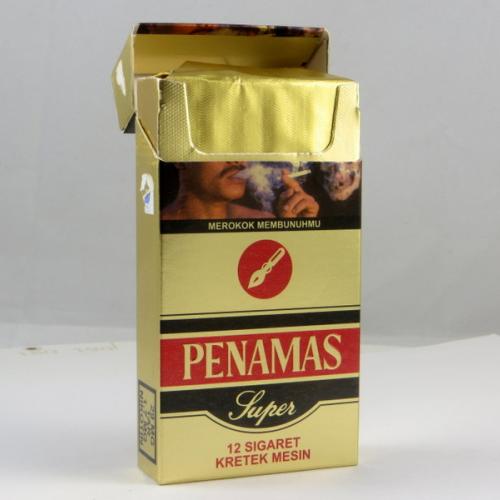 MEROKOK MEMBUNUHMU
PENAMAS
Super
12 SIGARET
KRETEK MESIN